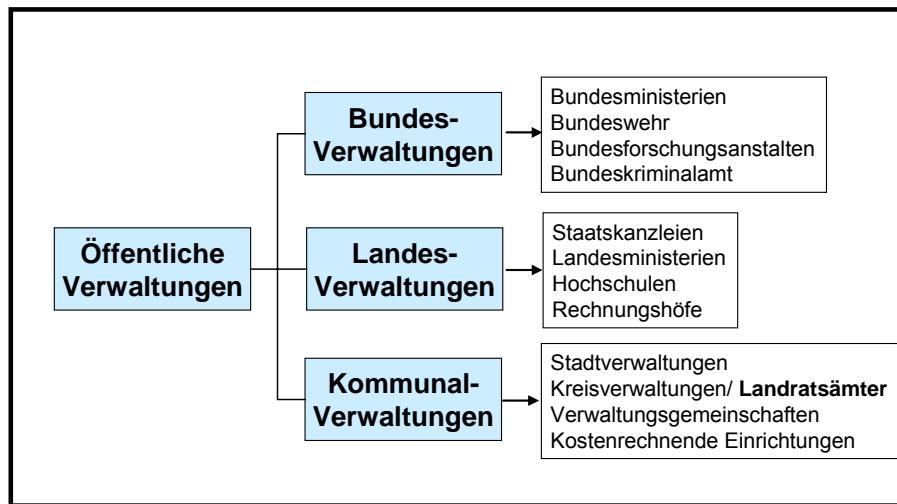 Öffentliche
Verwaltungen
Bundes-
Verwaltungen
Bundesministerien
Bundeswehr
Bundesforschungsanstalten
Bundeskriminalamt
Landes-
Verwaltungen
Staatskanzleien
Landesministerien
Hochschulen
Rechnungshöfe
Kommunal-
Verwaltungen
Stadtverwaltungen
Kreisverwaltungen/ Landratsämter
Verwaltungsgemeinschaften
Kostenrechnende Einrichtungen